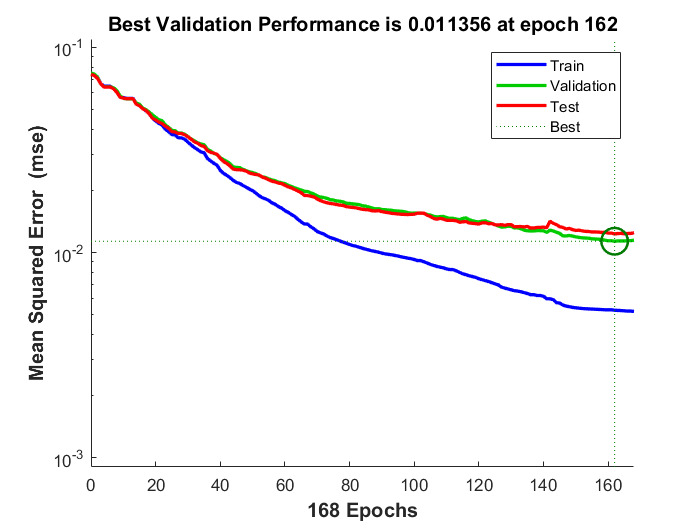 Best Validation Performance is 0.011356 at epoch 162
Mean Squared Error  (mse)
10-1
10-2
10-3
Train
Validation
Test
Best
0 20 40 60 80 100 120 140 160
168 Epochs